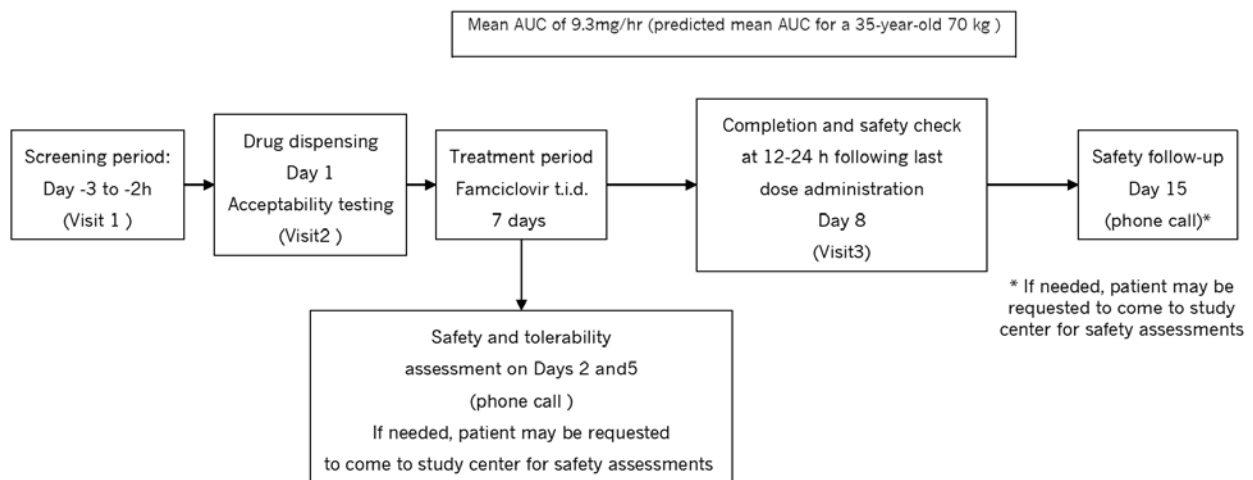 Mean AUC of 9.3mg/hr (predicted mean AUC for a 35-year-old 70 kg )
Screening period:
Day -3 to -2h
(Visit 1 )
Drug dispensing
Day 1
Acceptability testing
(Visit2 )
Treatment period
Famciclovir t.i.d.
7 days
Completion and safety check
at 12-24 h following last
dose administration
Day 8
(Visit3)
Safety follow-up
Day 15
(phone call)*
* If needed, patient may be
requested to come to study
center for safety assessments
Safety and tolerability
assessment on Days 2 and5
(phone call )
If needed, patient may be requested
to come to study center for safety assessments